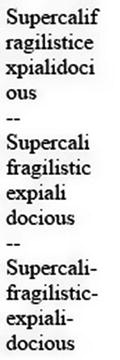 Supercalif
ragilistice
xpialidoci
ous
--
Supercali
fragilistic
expiali
docious
--
Supercali-
fragilistic-
expiali-
docious